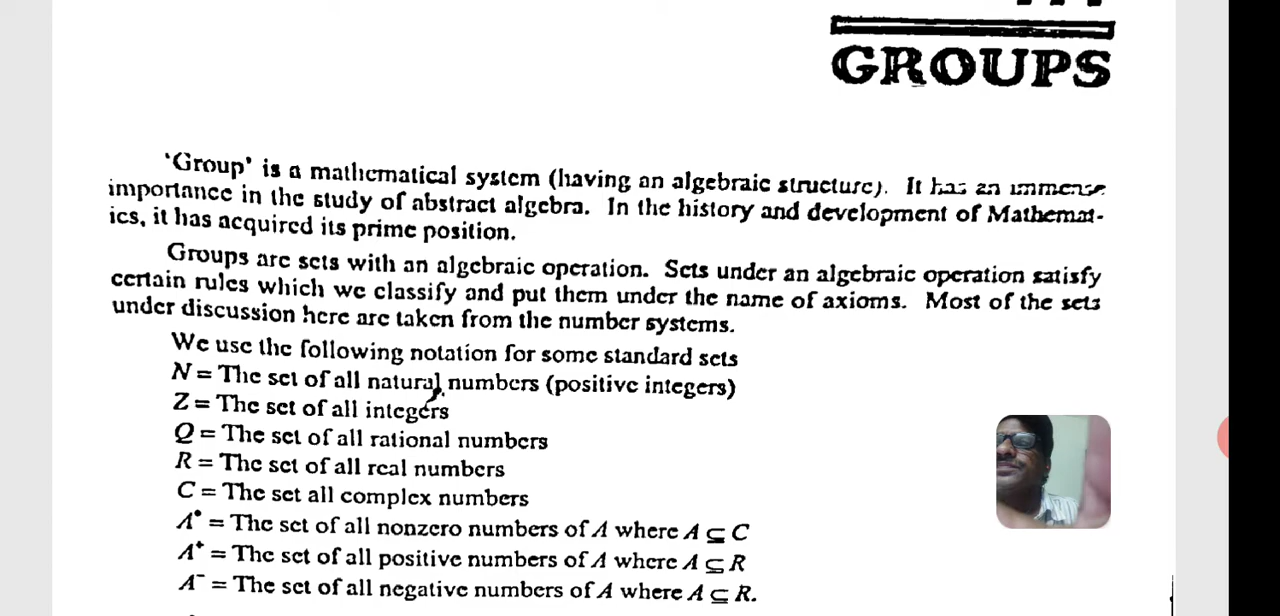 GROUPS
'Group' is a mathematical system (having an algebraic structure). It has an immense
importance in the study of abstract algebra. In the history and development of Mathemat-
ics, it has acquired its prime position.
Groups are sets with an algebraic operation. Sets under an algebraic operation satisfy
certain rules which we classify and put them under the name of axioms. Most of the sets
under discussion here are taken from the number systems.
We use the following notation for some standard sets
N = The set of all natural numbers (positive integers)
Z = The set of all integers
Q = The set of all rational numbers
R = The set of all real numbers
C = The set all complex numbers
A* = The set of all nonzero numbers of A where A ⊆ C
A⁺ = The set of all positive numbers of A where A ⊆ R
A⁻ = The set of all negative numbers of A where A ⊆ R.